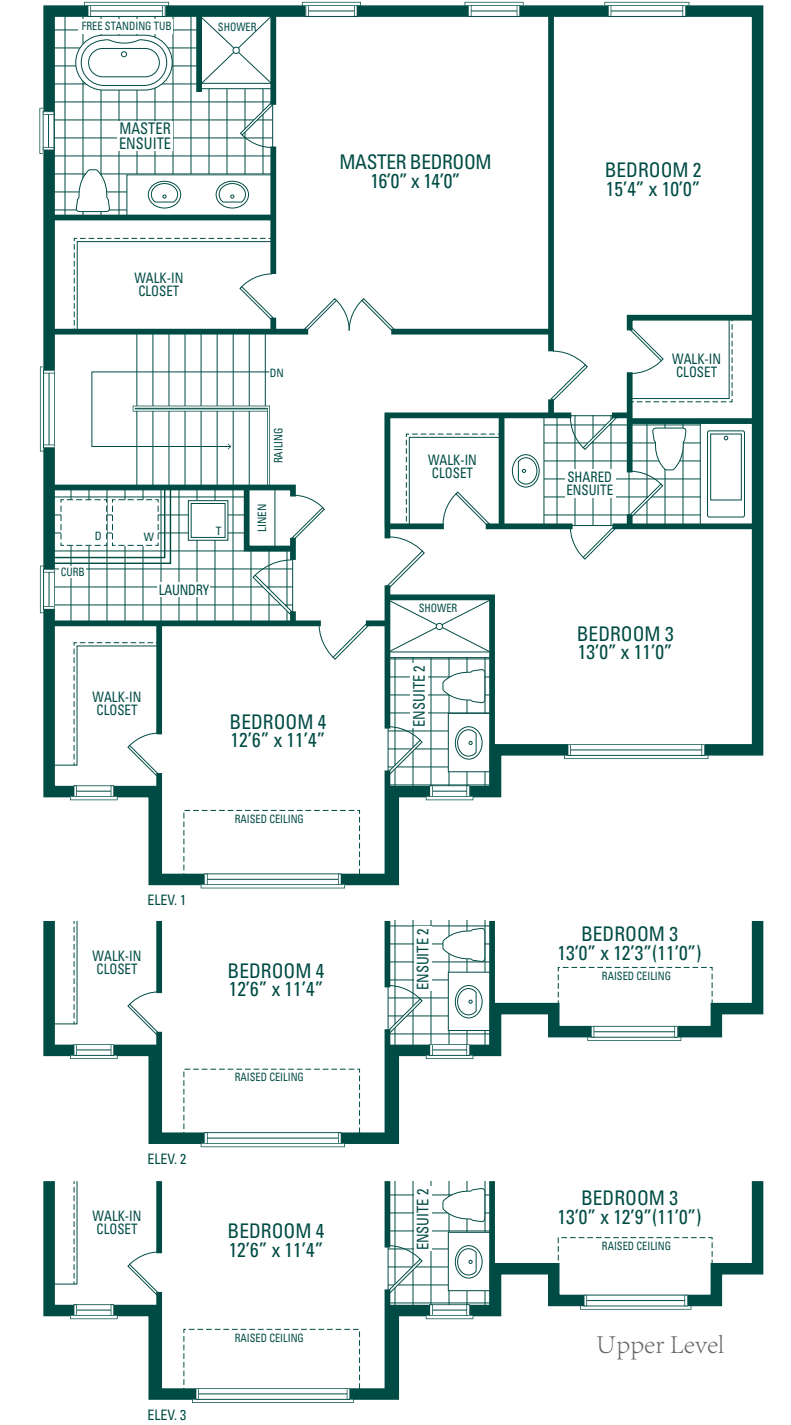 FREE STANDING TUB
SHOWER
MASTER
ENSUITE
MASTER BEDROOM
16'0" x 14'0"
BEDROOM 2
15'4" x 10'0"
WALK-IN
CLOSET
WALK-IN
CLOSET
DN
RAILING
WALK-IN
CLOSET
SHARED
ENSUITE
D
W
T
LINEN
CURB
LAUNDRY
SHOWER
BEDROOM 3
13'0" x 11'0"
WALK-IN
CLOSET
BEDROOM 4
12'6" x 11'4"
ENSUITE 2
RAISED CEILING
ELEV. 1
WALK-IN
CLOSET
BEDROOM 4
12'6" x 11'4"
ENSUITE 2
BEDROOM 3
13'0" x 12'3"(11'0")
RAISED CEILING
RAISED CEILING
ELEV. 2
WALK-IN
CLOSET
BEDROOM 4
12'6" x 11'4"
ENSUITE 2
BEDROOM 3
13'0" x 12'9"(11'0")
RAISED CEILING
RAISED CEILING
Upper Level
ELEV. 3